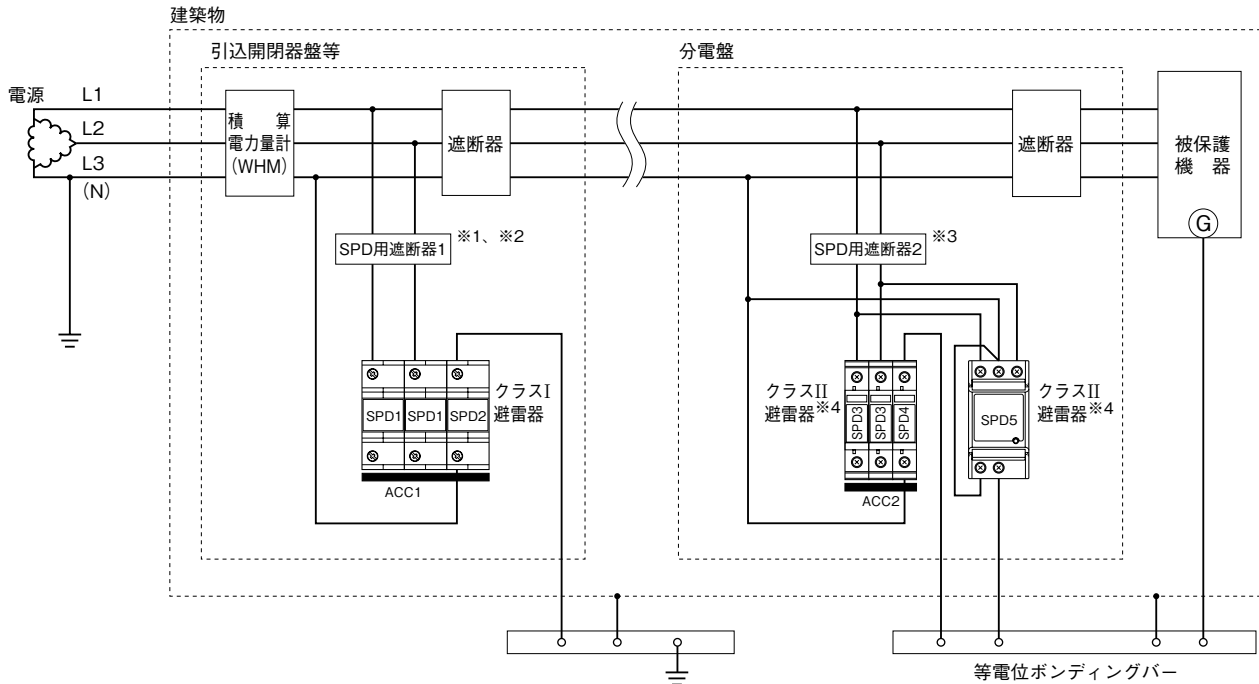 建築物
引込開閉器盤等
分電盤
電源
L1
L2
L3
(N)
積 算
電力量計
(WHM)
遮断器
遮断器
被保護
機 器
G
SPD用遮断器1
※1、※2
SPD用遮断器2
※3
SPD1
SPD1
SPD2
クラスI
避雷器
ACC1
クラスII
避雷器※4
SPD3
SPD3
SPD4
ACC2
SPD5
クラスII
避雷器※4
等電位ボンディングバー